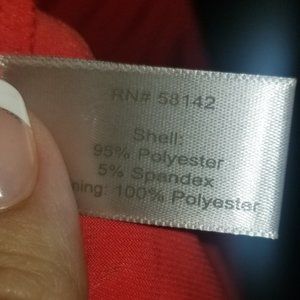 RN# 58142
Shell:
95% Polyester
5% Spandex
ning: 100% Polyester